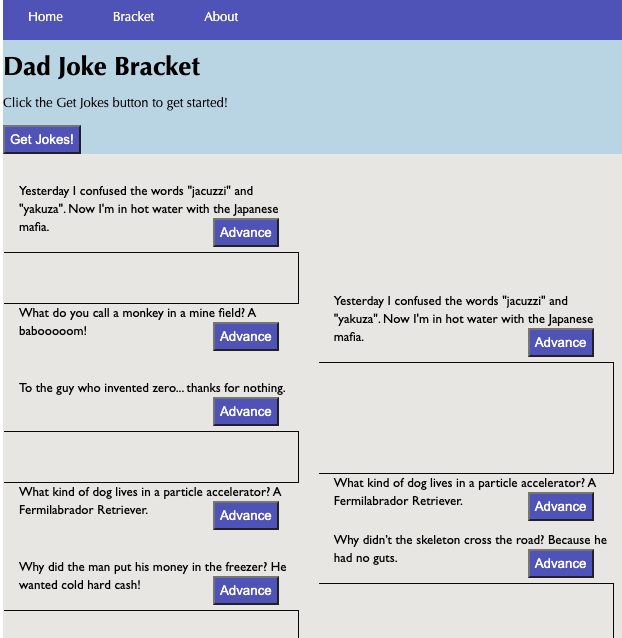 Home Bracket About
Dad Joke Bracket
Click the Get Jokes button to get started!
Get Jokes!
Yesterday I confused the words "jacuzzi" and
"yakuza". Now I'm in hot water with the Japanese
mafia.
Advance
What do you call a monkey in a mine field? A
babooooom!
Advance
To the guy who invented zero... thanks for nothing.
Advance
What kind of dog lives in a particle accelerator? A
Fermilabrador Retriever.
Advance
Why did the man put his money in the freezer? He
wanted cold hard cash!
Advance
Yesterday I confused the words "jacuzzi" and
"yakuza". Now I'm in hot water with the Japanese
mafia.
Advance
What kind of dog lives in a particle accelerator? A
Fermilabrador Retriever.
Advance
Why didn't the skeleton cross the road? Because he
had no guts.
Advance